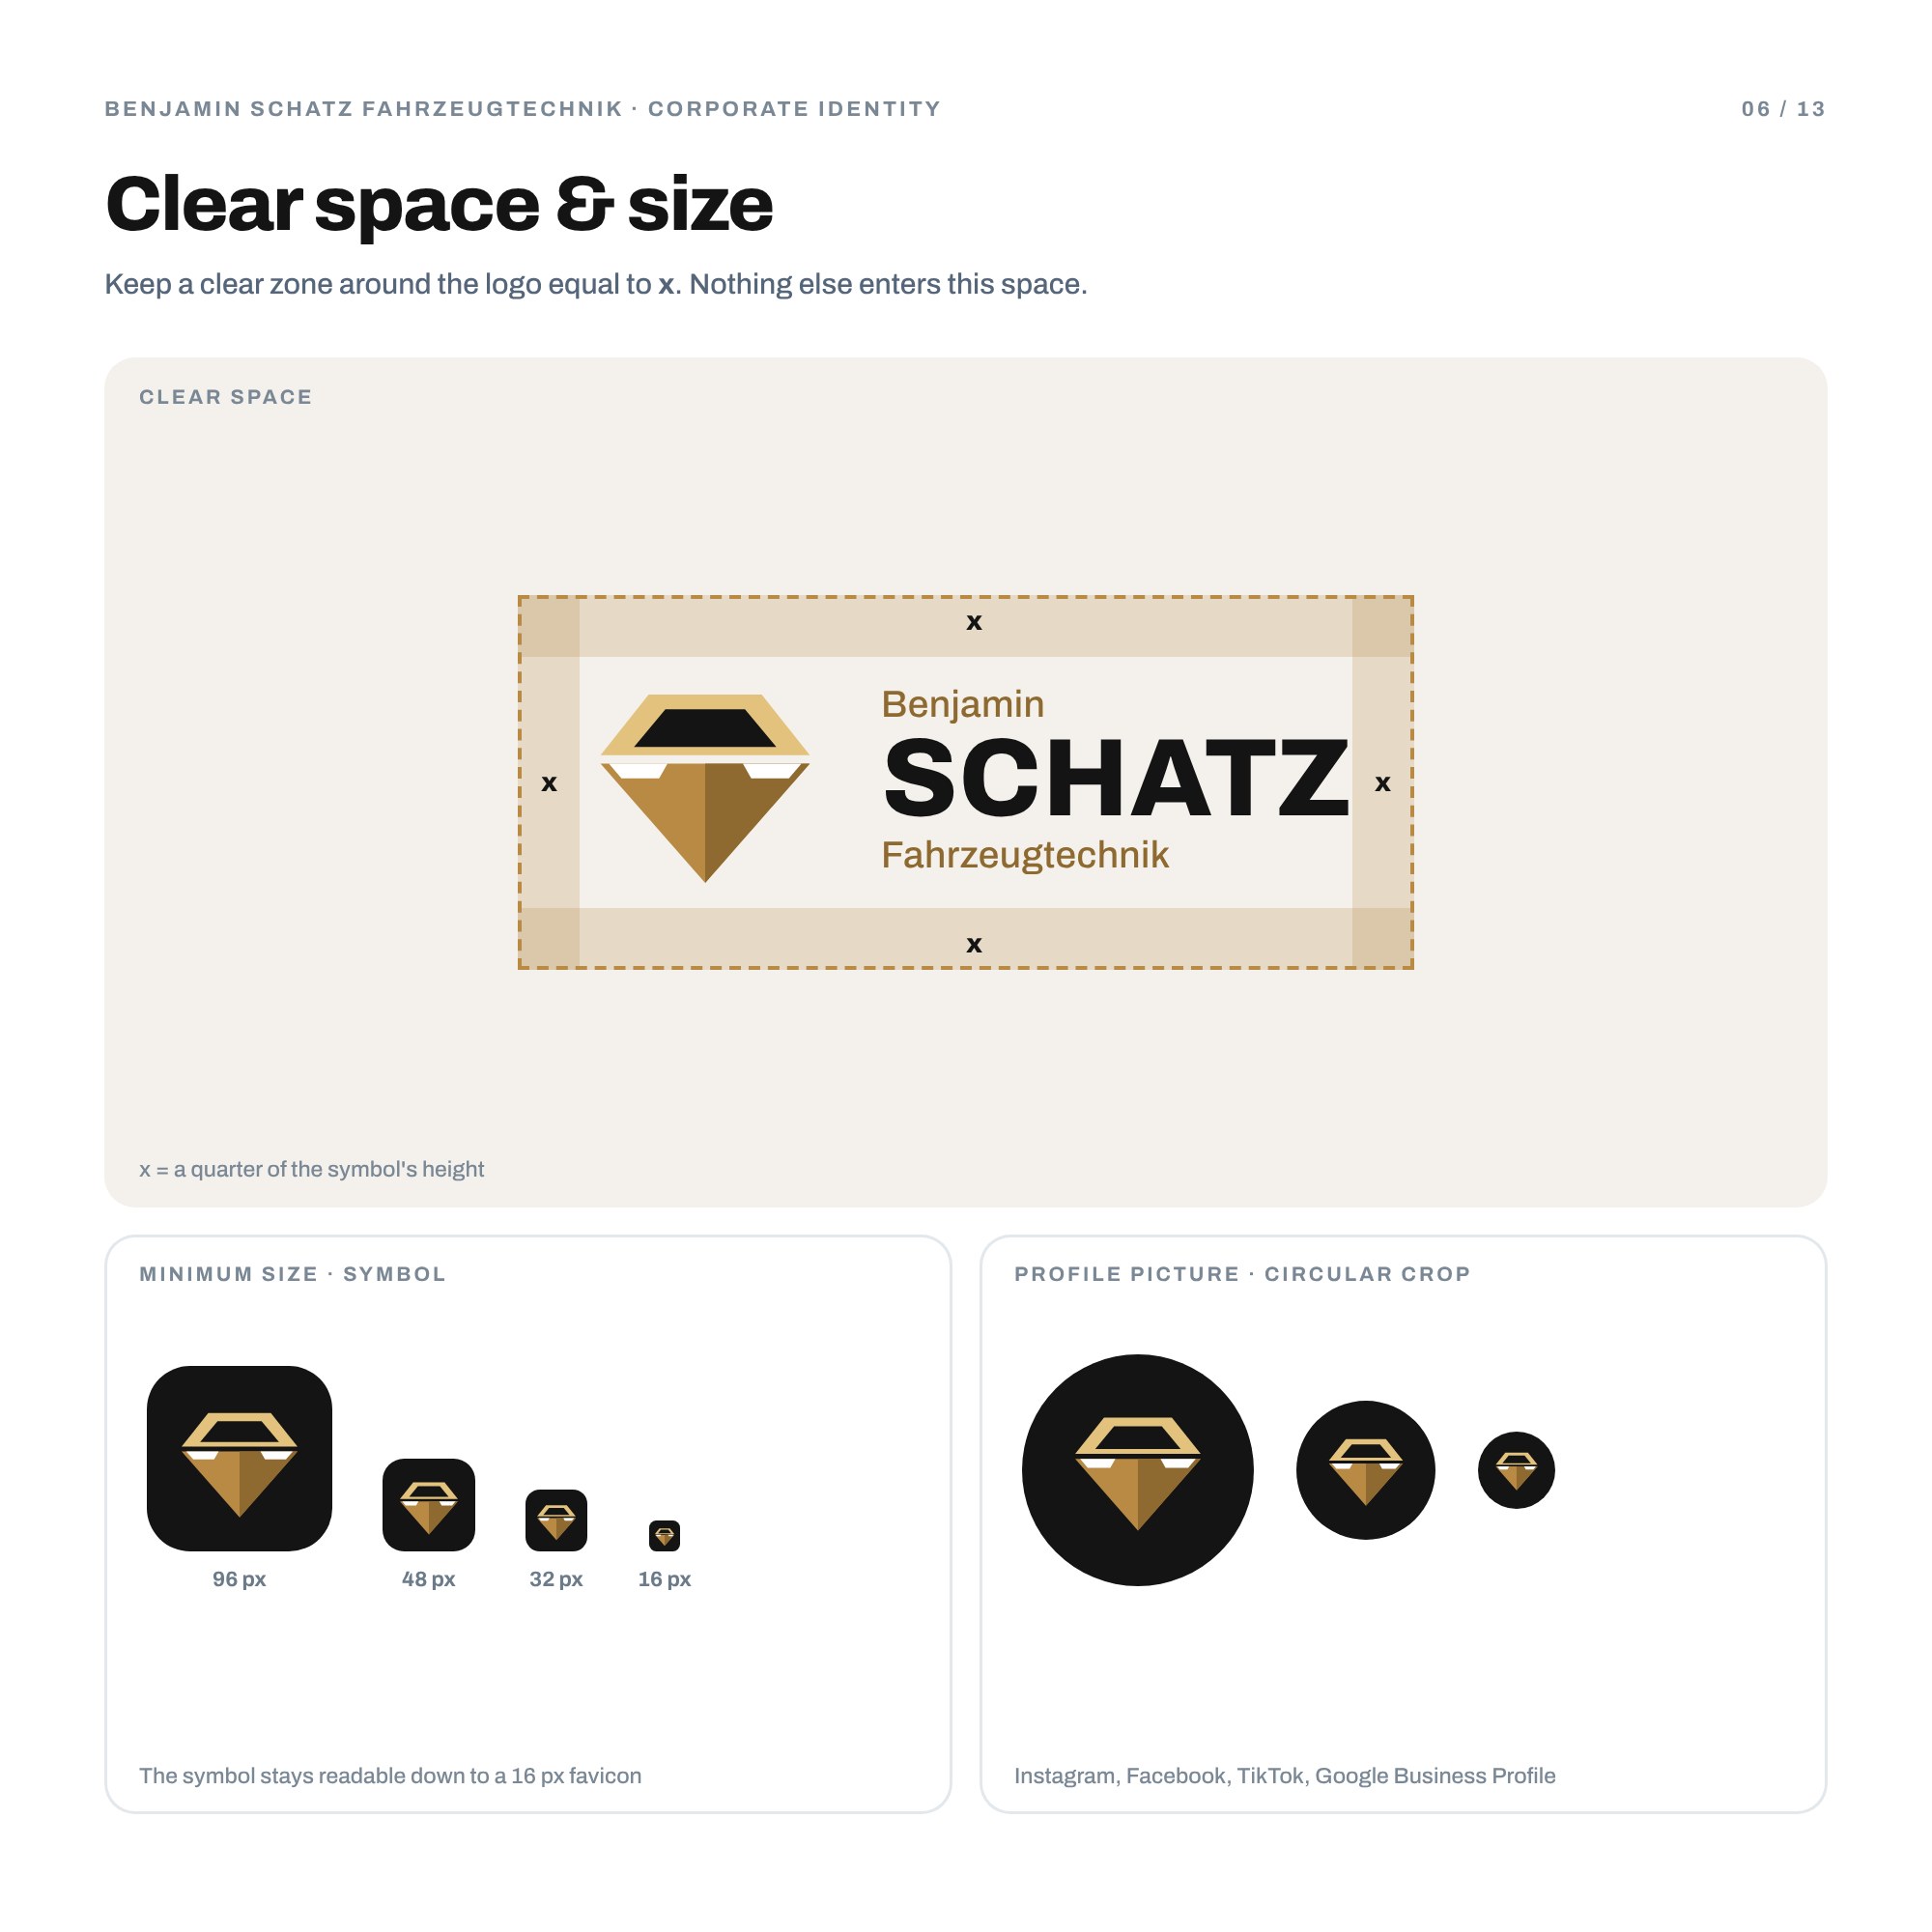 BENJAMIN SCHATZ FAHRZEUGTECHNIK · CORPORATE IDENTITY
06 / 13
Clear space & size
Keep a clear zone around the logo equal to x. Nothing else enters this space.
CLEAR SPACE
x
Benjamin
x
SCHATZ
x
Fahrzeugtechnik
x
x = a quarter of the symbol's height
MINIMUM SIZE · SYMBOL
96 px
48 px
32 px
16 px
The symbol stays readable down to a 16 px favicon
PROFILE PICTURE · CIRCULAR CROP
Instagram, Facebook, TikTok, Google Business Profile